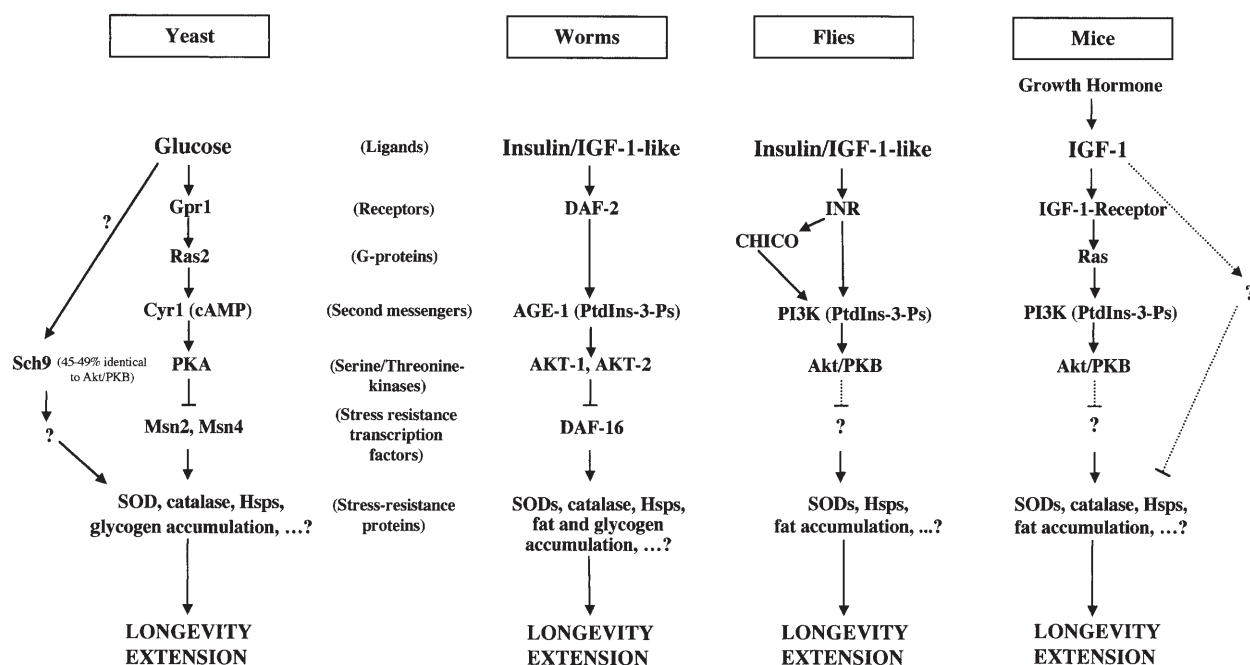 Yeast
Worms
Flies
Mice
Growth Hormone
Glucose
(Ligands)
Insulin/IGF-1-like
Insulin/IGF-1-like
IGF-1
?
Gpr1
(Receptors)
DAF-2
INR
IGF-1-Receptor
CHICO
Ras2
(G-proteins)
Ras
?
Cyr1 (cAMP)
(Second messengers)
AGE-1 (PtdIns-3-Ps)
PI3K (PtdIns-3-Ps)
PI3K (PtdIns-3-Ps)
Sch9 (45-49% identical
to Akt/PKB)
PKA
(Serine/Threonine-
kinases)
AKT-1, AKT-2
Akt/PKB
Akt/PKB
?
Msn2, Msn4
(Stress resistance
transcription
factors)
DAF-16
?
?
SOD, catalase, Hsps,
glycogen accumulation, …?
(Stress-resistance
proteins)
SODs, catalase, Hsps,
fat and glycogen
accumulation, …?
SODs, Hsps,
fat accumulation, ...?
SODs, catalase, Hsps,
fat accumulation, …?
LONGEVITY
EXTENSION
LONGEVITY
EXTENSION
LONGEVITY
EXTENSION
LONGEVITY
EXTENSION